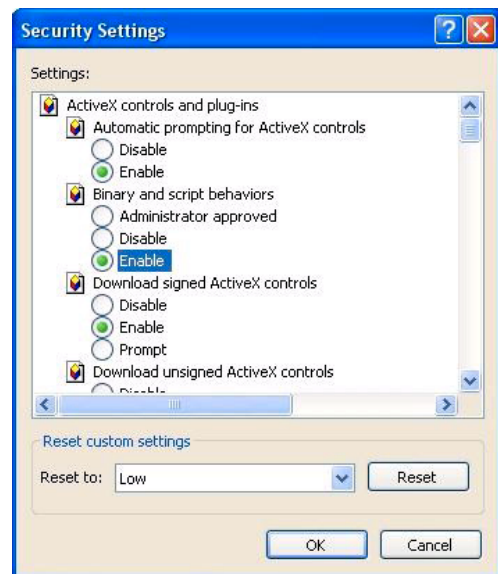 Security Settings
Settings:
ActiveX controls and plug-ins
Automatic prompting for ActiveX controls
Disable
Enable
Binary and script behaviors
Administrator approved
Disable
Enable
Download signed ActiveX controls
Disable
Enable
Prompt
Download unsigned ActiveX controls
Disable
Reset custom settings
Reset to: Low Reset
OK Cancel